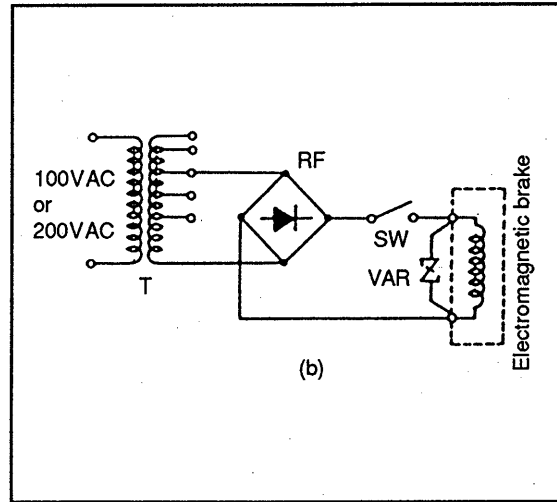 100VAC
or
200VAC
T
RF
SW
VAR
Electromagnetic brake
(b)